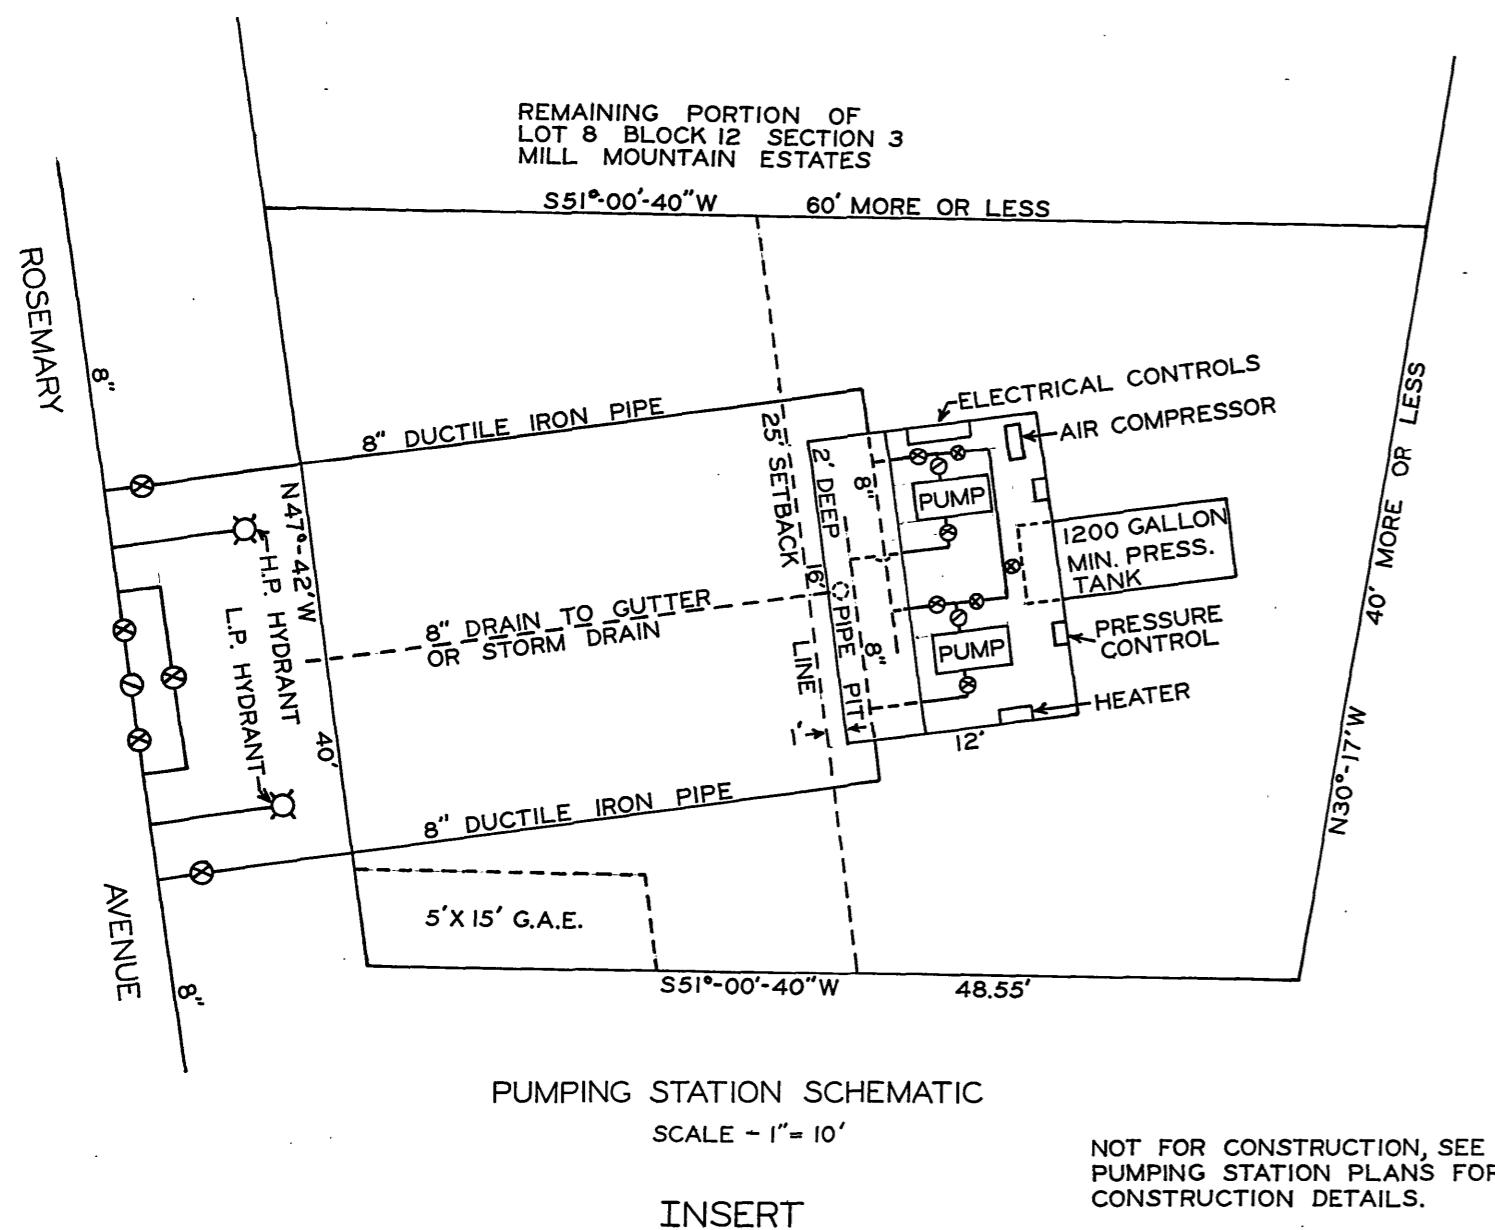 REMAINING PORTION OF
LOT 8 BLOCK 12 SECTION 3
MILL MOUNTAIN ESTATES
S51°-00'-40"W 60' MORE OR LESS
ROSEMARY
8"
8" DUCTILE IRON PIPE
25' SETBACK
LINE
ELECTRICAL CONTROLS
AIR COMPRESSOR
40' MORE OR LESS
N47°-42'W
40'
H.P. HYDRANT
L.P. HYDRANT
2' DEEP
PIPE PIT
16'
8"
PUMP
1200 GALLON
MIN. PRESS.
TANK
8" DRAIN TO GUTTER
OR STORM DRAIN
8"
PUMP
PRESSURE
CONTROL
HEATER
1'
12'
N30°-17'W
8" DUCTILE IRON PIPE
AVENUE
8"
5'X15' G.A.E.
S51°-00'-40"W 48.55'
PUMPING STATION SCHEMATIC
SCALE - 1"= 10'
NOT FOR CONSTRUCTION, SEE
PUMPING STATION PLANS FOR
CONSTRUCTION DETAILS.
INSERT